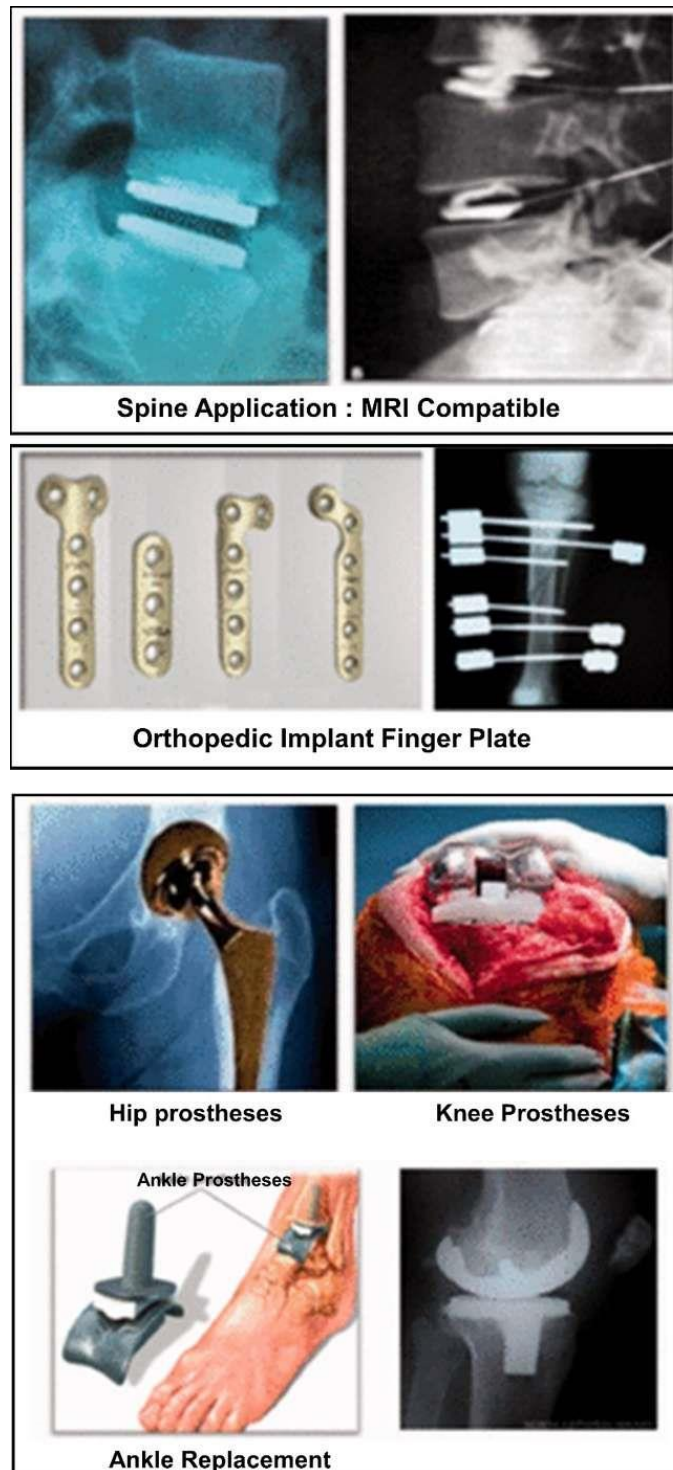 Spine Application : MRI Compatible
Orthopedic Implant Finger Plate
Hip prostheses
Knee Prostheses
Ankle Prostheses
Ankle Replacement